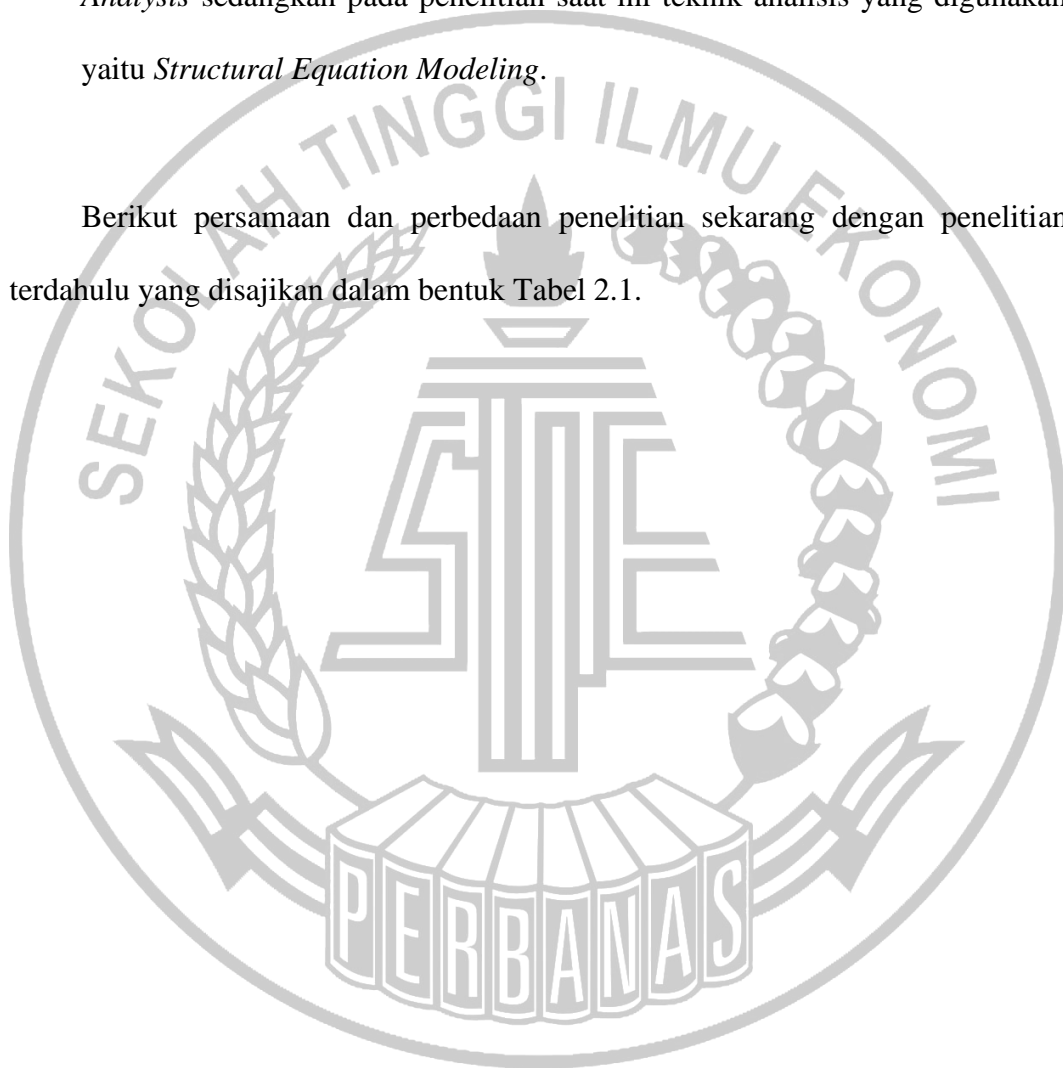 Analysis sedangkan pada penelitian saat ini teknik analisis yang digunakan
yaitu Structural Equation Modeling.
SEKOLAH TINGGI ILMU EKONOMI
Berikut persamaan dan perbedaan penelitian sekarang dengan penelitian
terdahulu yang disajikan dalam bentuk Tabel 2.1.
STIE
PERBANAS